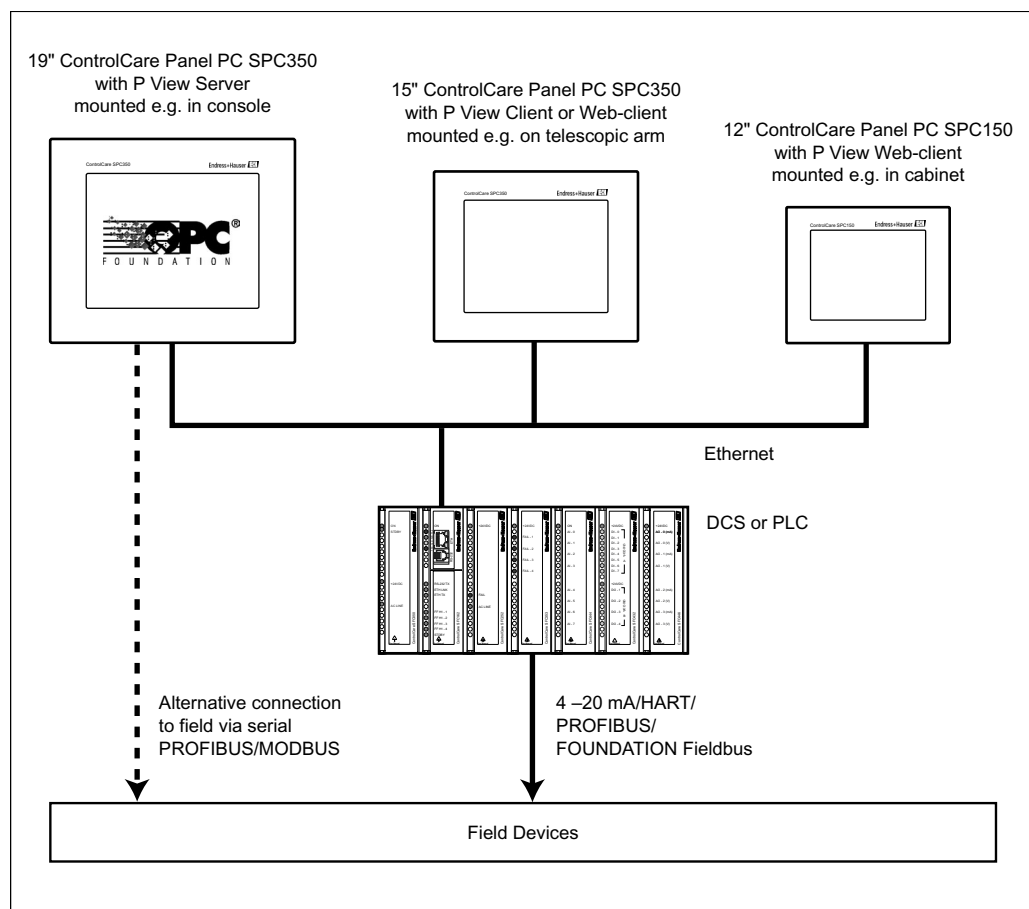 19" ControlCare Panel PC SPC350
with P View Server
mounted e.g. in console
15" ControlCare Panel PC SPC350
with P View Client or Web-client
mounted e.g. on telescopic arm
12" ControlCare Panel PC SPC150
with P View Web-client
mounted e.g. in cabinet
ControlCare SPC350
Endress+Hauser
OPC®
FOUNDATION
ControlCare SPC350
Endress+Hauser
ControlCare SPC150
Endress+Hauser
Ethernet
DCS or PLC
Alternative connection
to field via serial
PROFIBUS/MODBUS
4 –20 mA/HART/
PROFIBUS/
FOUNDATION Fieldbus
Field Devices